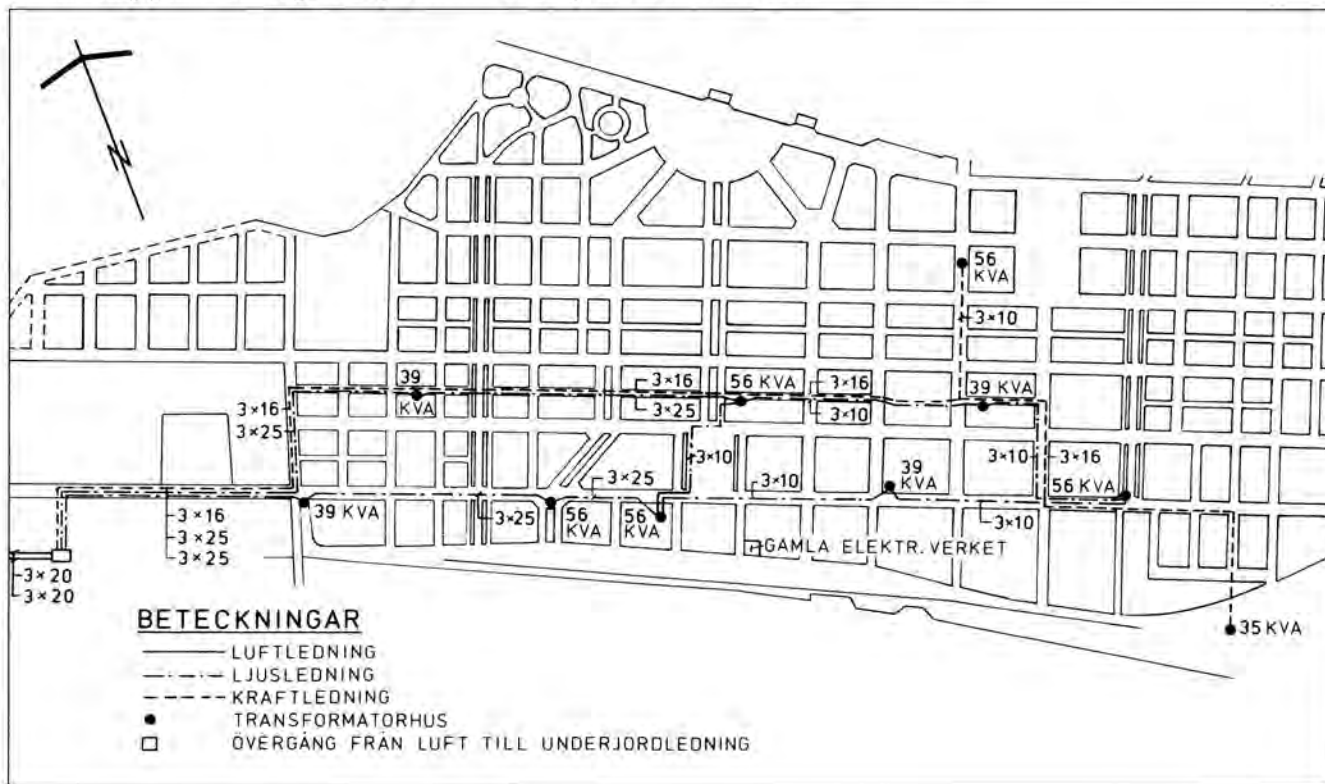 56
KVA
3×10
39
KVA
3×16
3×25
56 KVA
3×16
3×10
39 KVA
3×16
3×25
3×10
3×25
3×10
39
KVA
3×10
3×16
56 KVA
3×16
3×25
3×25
39 KVA
3×25
56
KVA
56
KVA
3×10
GAMLA ELEKTR. VERKET
3×20
3×20
35 KVA
BETECKNINGAR
LUFTLEDNING
LJUSLEDNING
KRAFTLEDNING
TRANSFORMATORHUS
ÖVERGÅNG FRÅN LUFT TILL UNDERJORDLEDNING